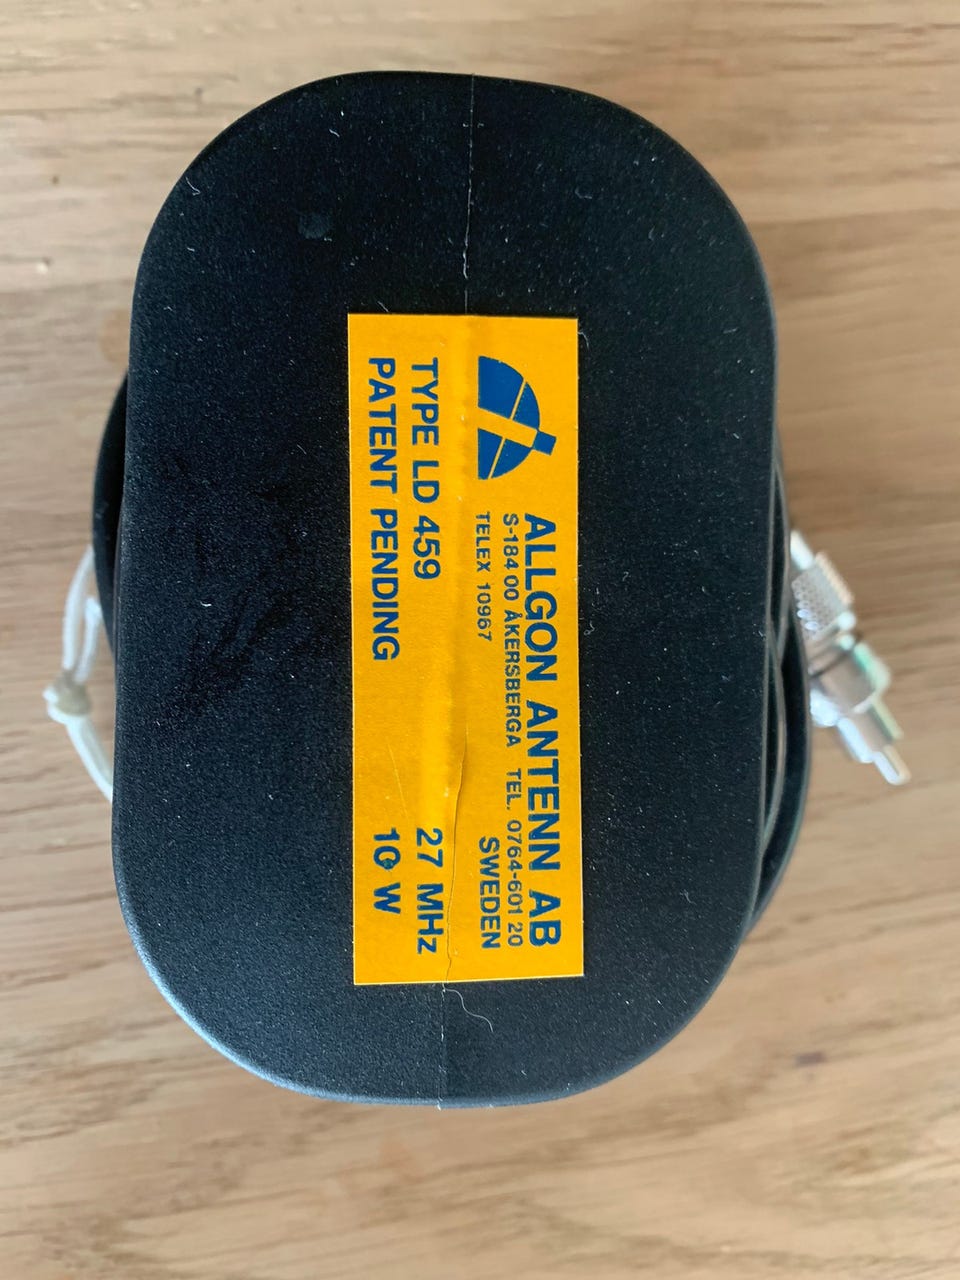 ALLGON ANTENN AB
S-184 00 ÅKERSBERGA TEL. 0764-601 20
TELEX 10967 SWEDEN
TYPE LD 459 27 MHz
PATENT PENDING 10 W